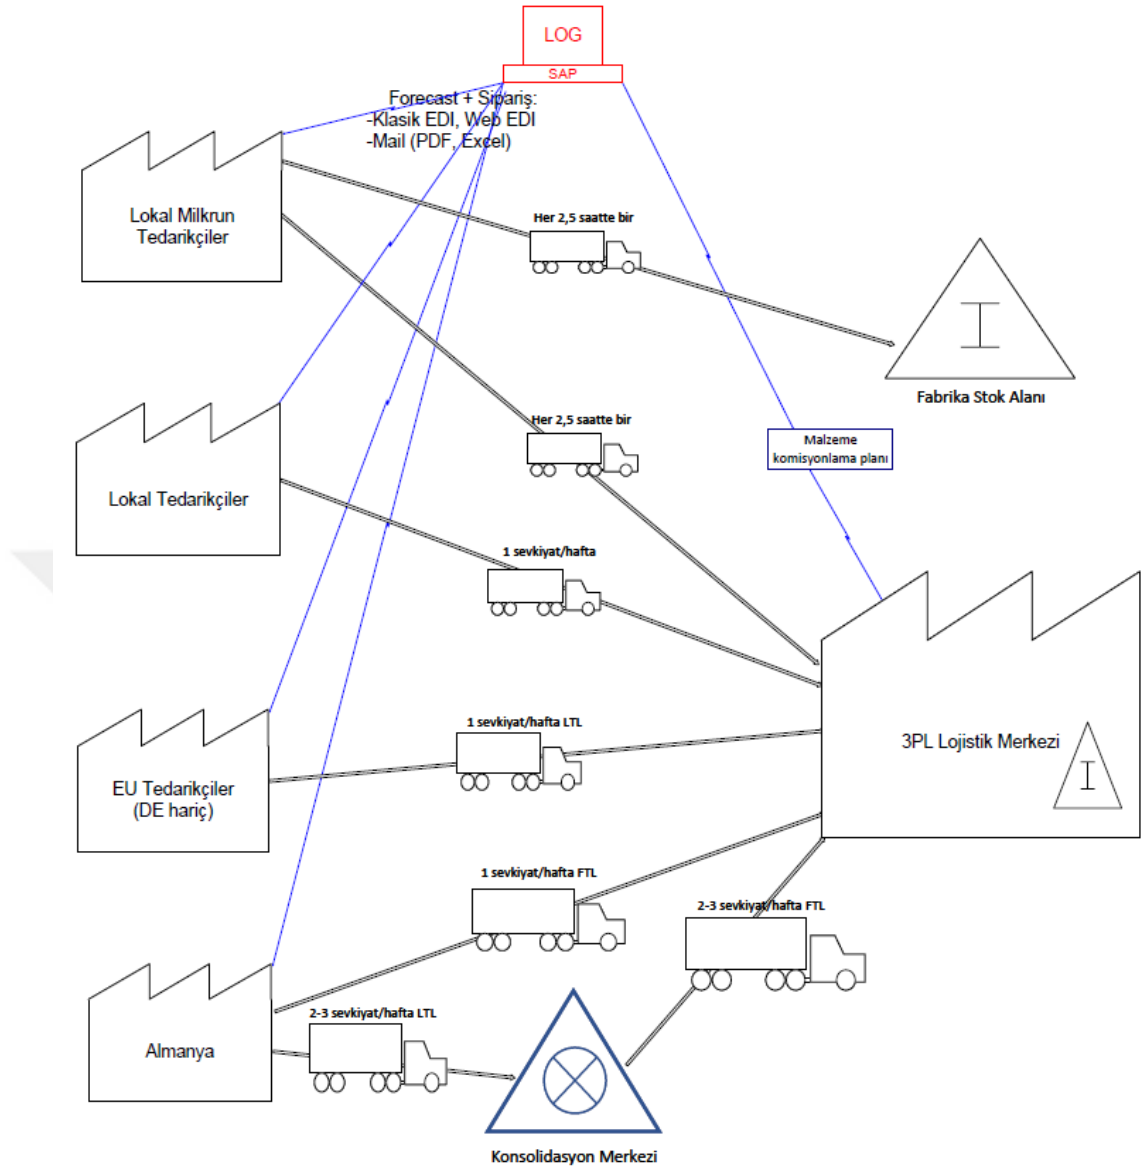 LOG
SAP
Forecast + Sipariş:
-Klasik EDI, Web EDI
-Mail (PDF, Excel)
Lokal Milkrun
Tedarikçiler
Her 2,5 saatte bir
Fabrika Stok Alanı
Her 2,5 saatte bir
Malzeme
komisyonlama planı
Lokal Tedarikçiler
1 sevkiyat/hafta
1 sevkiyat/hafta LTL
3PL Lojistik Merkezi
EU Tedarikçiler
(DE hariç)
1 sevkiyat/hafta FTL
2-3 sevkiyat/hafta FTL
2-3 sevkiyat/hafta LTL
Almanya
Konsolidasyon Merkezi